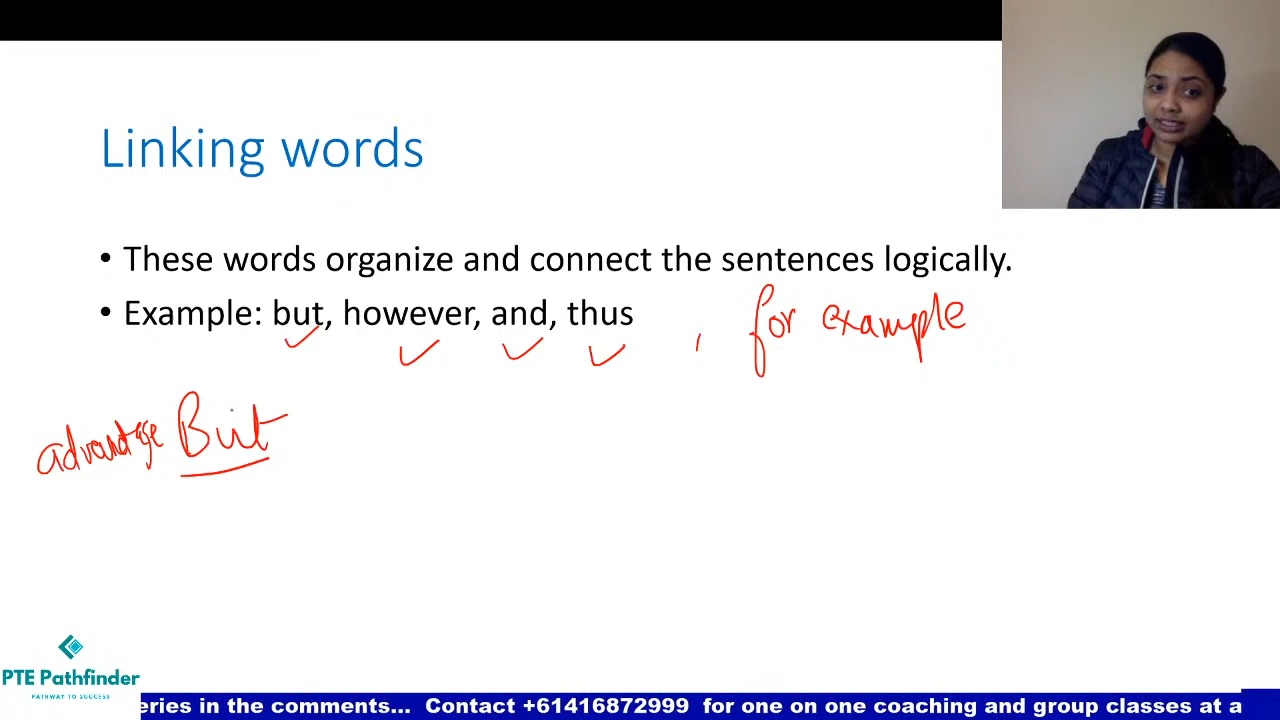 Linking words
• These words organize and connect the sentences logically.
• Example: but, however, and, thus , for example
advantage But
PTE Pathfinder
PATHWAY TO SUCCESS
eries in the comments... Contact +61416872999 for one on one coaching and group classes at a